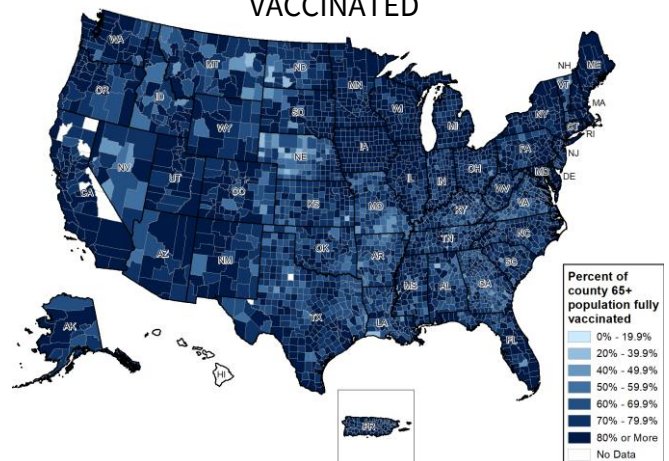 VACCINATED
WA
MT
ND
MN
OR
ID
WY
SD
WI
MI
NH
ME
VT
NY
MA
CT
RI
NV
UT
CO
NE
IA
IL
IN
OH
PA
NJ
DE
MD
CA
AZ
NM
KS
MO
KY
WV
VA
OK
AR
TN
NC
SC
TX
LA
MS
AL
GA
FL
AK
HI
PR
Percent of
county 65+
population fully
vaccinated
0% - 19.9%
20% - 39.9%
40% - 49.9%
50% - 59.9%
60% - 69.9%
70% - 79.9%
80% or More
No Data